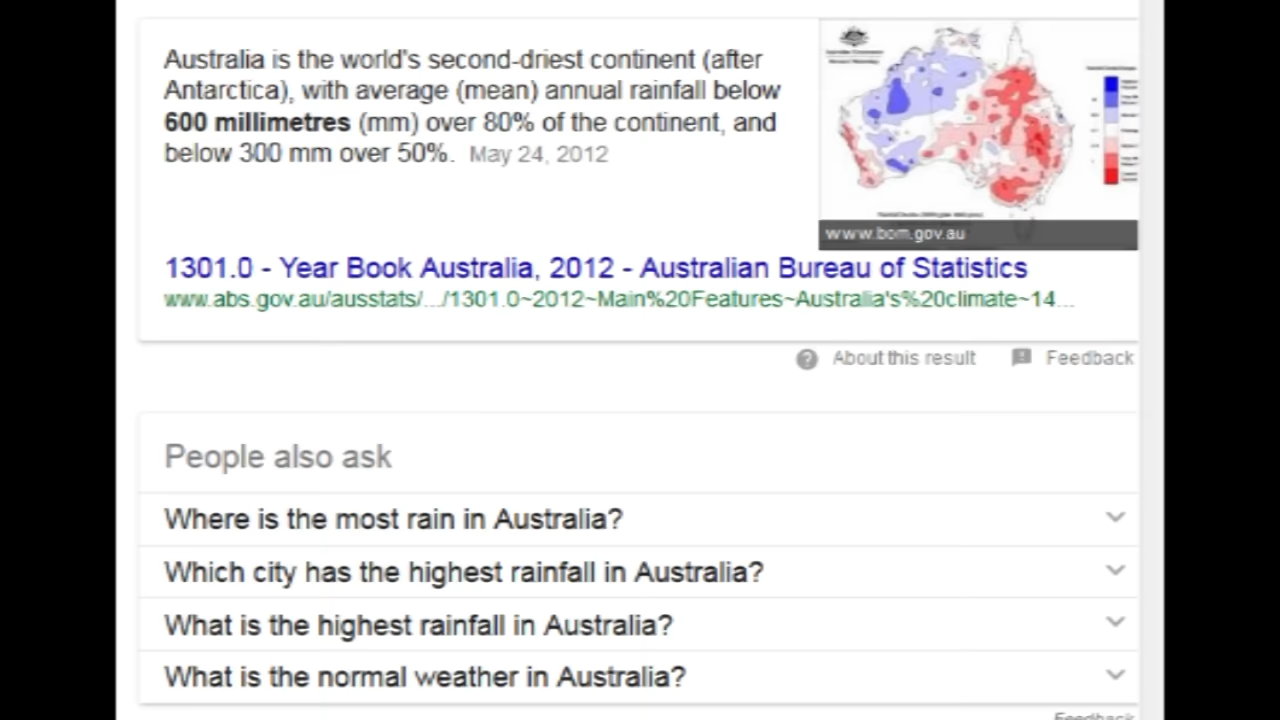 Australia is the world's second-driest continent (after
Antarctica), with average (mean) annual rainfall below
600 millimetres (mm) over 80% of the continent, and
below 300 mm over 50%. May 24, 2012
www.bom.gov.au
1301.0 - Year Book Australia, 2012 - Australian Bureau of Statistics
www.abs.gov.au/ausstats/.../1301.0~2012~Main%20Features~Australia's%20climate~14...
About this result Feedback
People also ask
Where is the most rain in Australia?
Which city has the highest rainfall in Australia?
What is the highest rainfall in Australia?
What is the normal weather in Australia?
Feedback